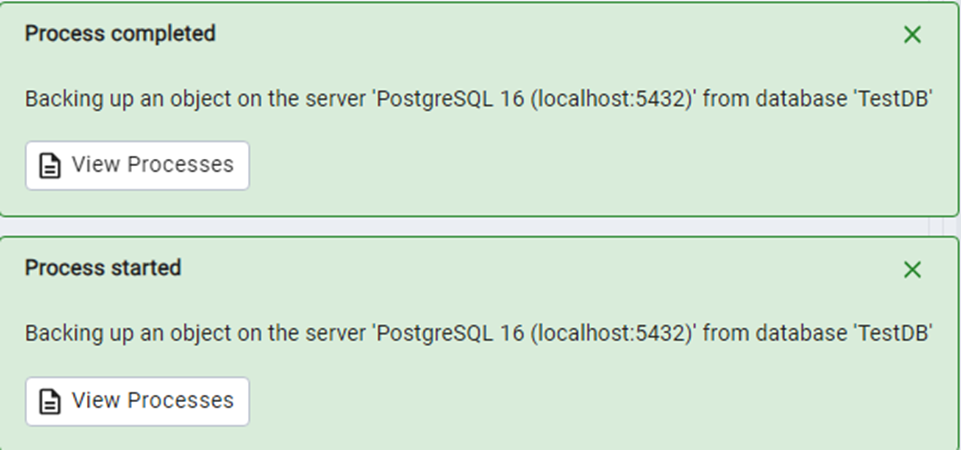 Process completed
Backing up an object on the server 'PostgreSQL 16 (localhost:5432)' from database 'TestDB'
View Processes
Process started
Backing up an object on the server 'PostgreSQL 16 (localhost:5432)' from database 'TestDB'
View Processes